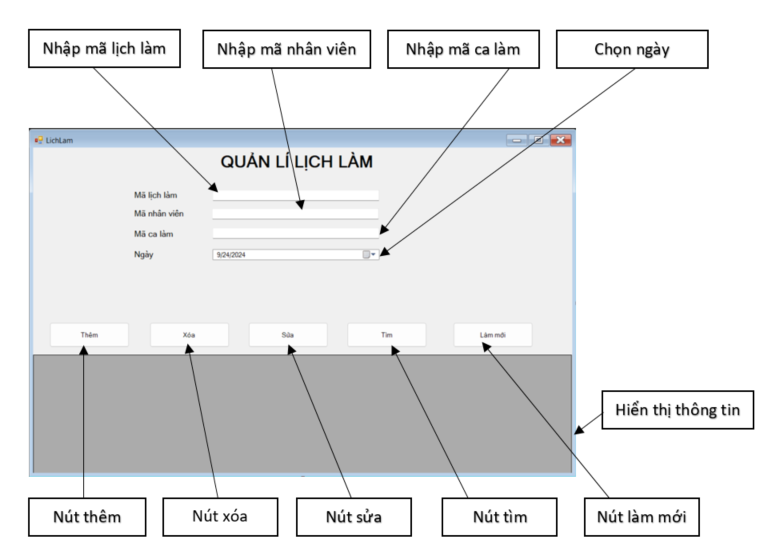 Nhập mã lịch làm
Nhập mã nhân viên
Nhập mã ca làm
Chọn ngày
LichLam
QUẢN LÍ LỊCH LÀM
Mã lịch làm
Mã nhân viên
Mã ca làm
Ngày
9/24/2024
Thêm
Xóa
Sửa
Tìm
Làm mới
Hiển thị thông tin
Nút thêm
Nút xóa
Nút sửa
Nút tìm
Nút làm mới